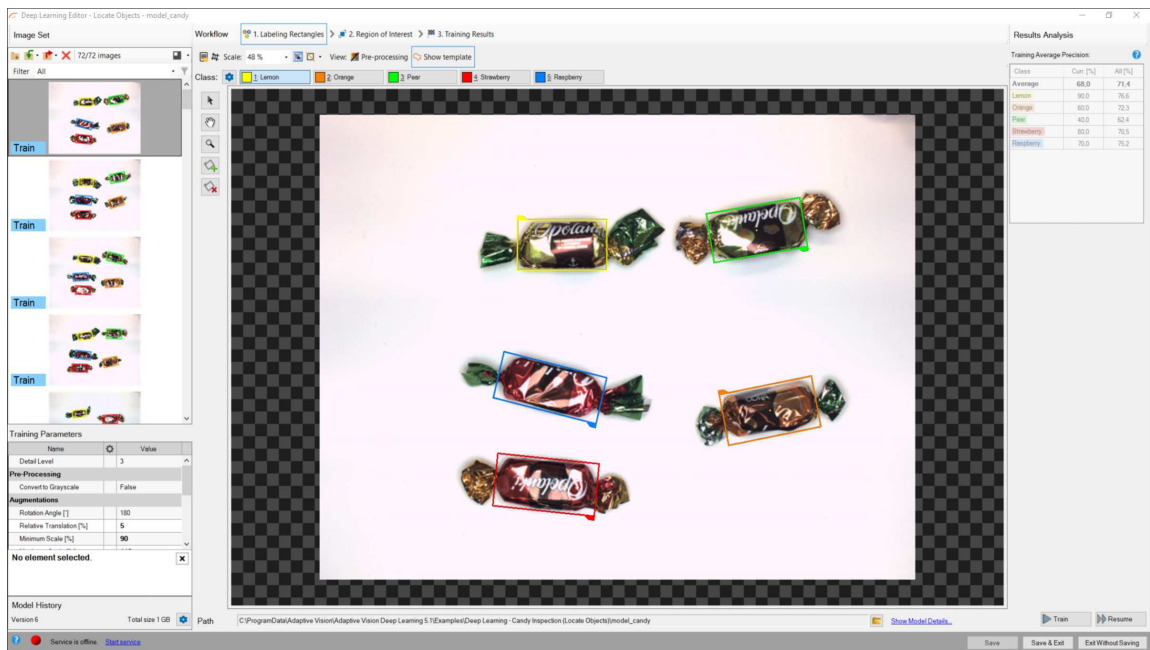 Deep Learning Editor - Locate Objects - model_candy
Image Set
Workflow
1. Labeling Rectangles
2. Region of Interest
3. Training Results
Results Analysis
72/72 images
Scale: 48 %
View:
Pre-processing
Show template
Training Average Precision:
Filter All
Class:
1: Lemon
2: Orange
3: Pear
4: Strawberry
5: Raspberry
Class Curr. [%] All [%]
Average 68,0 71,4
Lemon 90,0 76,6
Orange 60,0 72,3
Pear 40,0 62,4
Strawberry 80,0 70,5
Raspberry 70,0 75,2
Train
Train
Train
Train
Opolanki
Opolanki
Opolanki
Training Parameters
Name Value
Detail Level 3
Pre-Processing
Convert to Grayscale False
Augmentations
Rotation Angle [°] 180
Relative Translation [%] 5
Minimum Scale [%] 90
No element selected.
Model History
Version 6 Total size 1 GB
Path
C:\ProgramData\Adaptive Vision\Adaptive Vision Deep Learning 5.1\Examples\Deep Learning - Candy Inspection (Locate Objects)\model_candy
Show Model Details...
Train
Resume
Service is offline.
Start service
Save
Save & Exit
Exit Without Saving